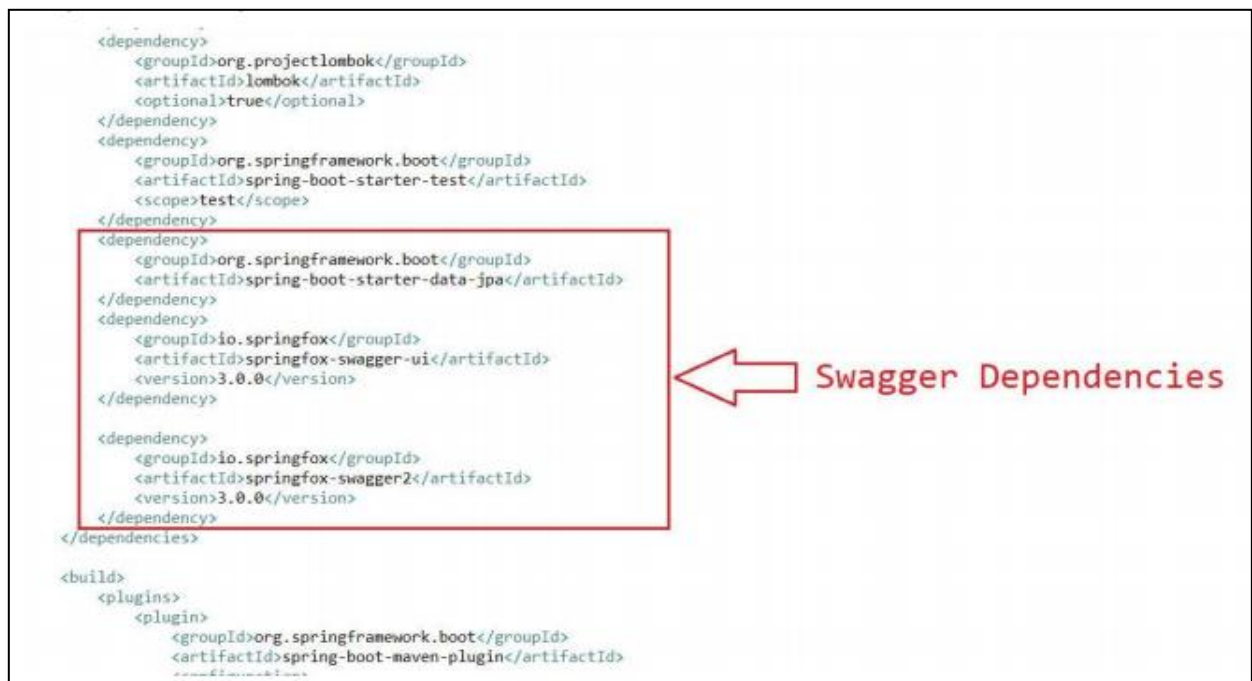 <dependency>
<groupId>org.projectlombok</groupId>
<artifactId>lombok</artifactId>
<optional>true</optional>
</dependency>
<dependency>
<groupId>org.springframework.boot</groupId>
<artifactId>spring-boot-starter-test</artifactId>
<scope>test</scope>
</dependency>
<dependency>
<groupId>org.springframework.boot</groupId>
<artifactId>spring-boot-starter-data-jpa</artifactId>
</dependency>
<dependency>
<groupId>io.springfox</groupId>
<artifactId>springfox-swagger-ui</artifactId>
<version>3.0.0</version>
</dependency>
Swagger Dependencies
<dependency>
<groupId>io.springfox</groupId>
<artifactId>springfox-swagger2</artifactId>
<version>3.0.0</version>
</dependency>
</dependencies>
<build>
<plugins>
<plugin>
<groupId>org.springframework.boot</groupId>
<artifactId>spring-boot-maven-plugin</artifactId>